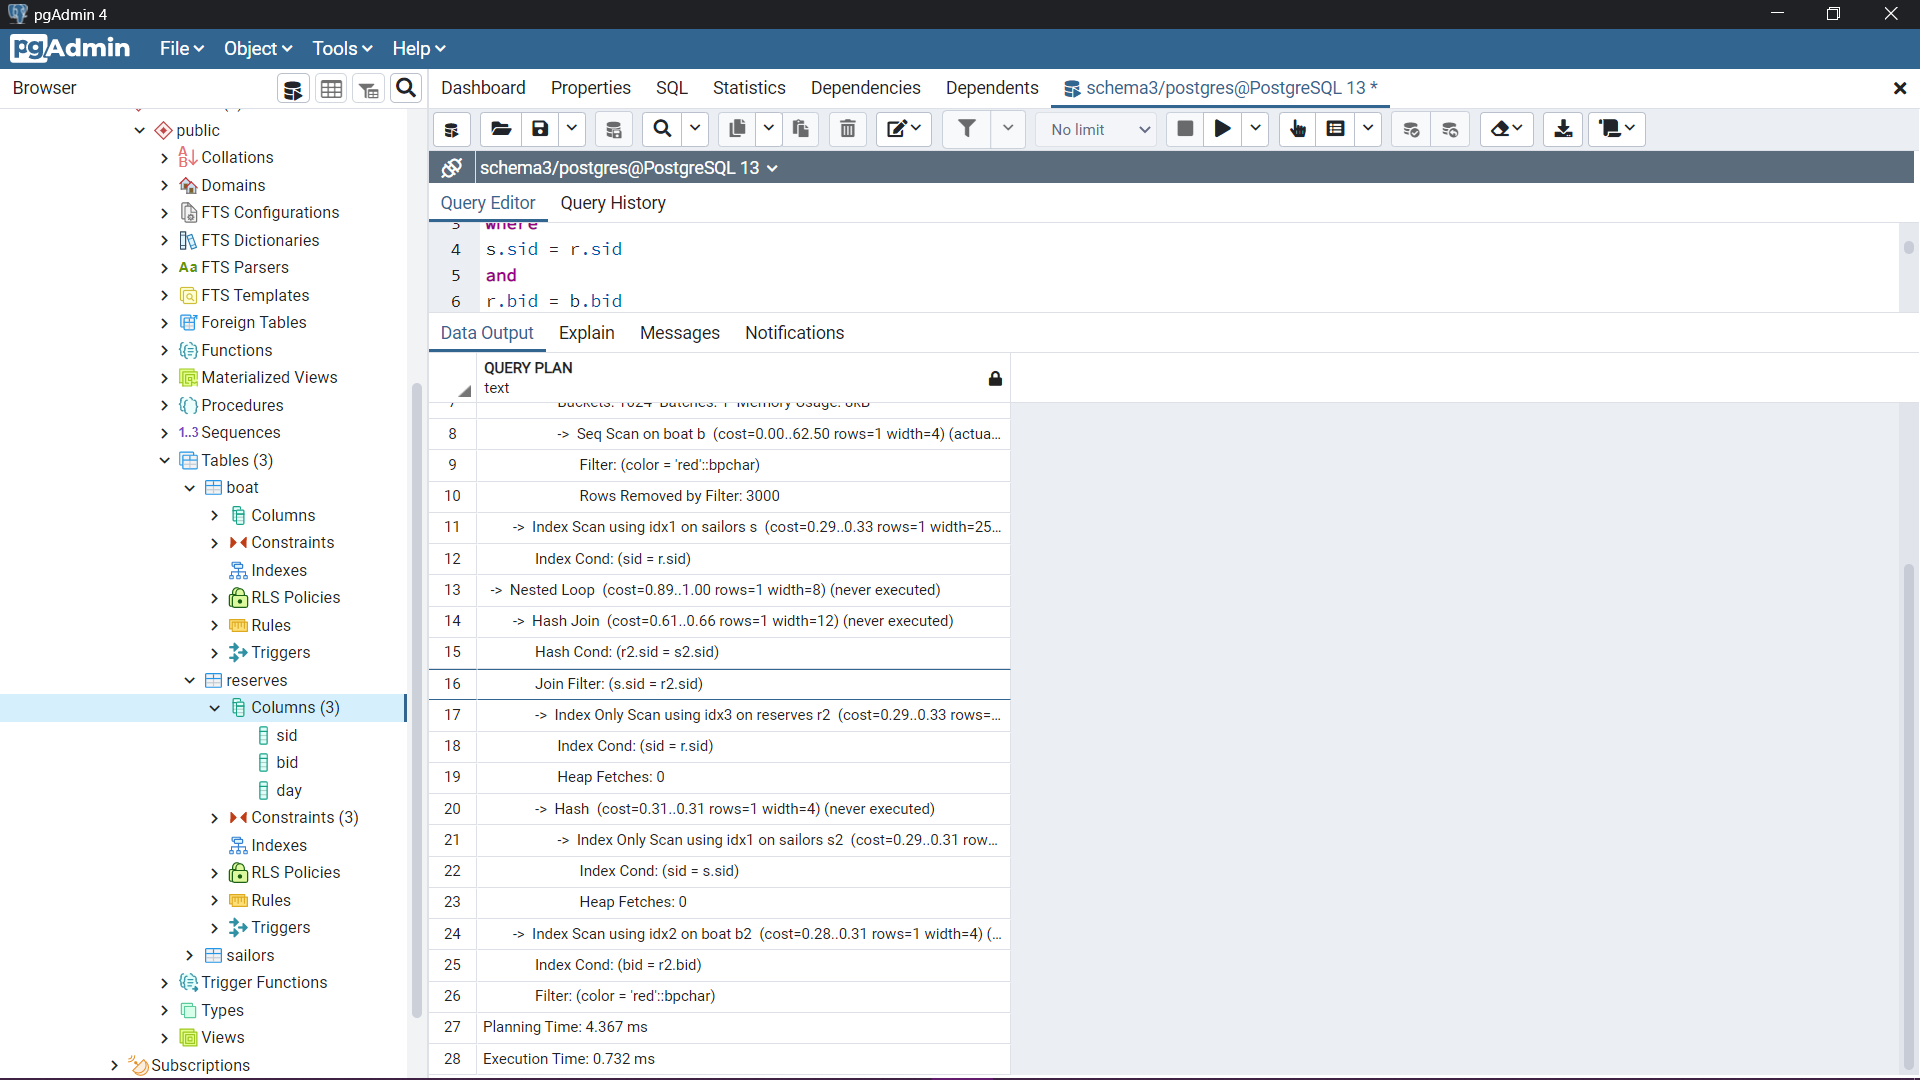 pgAdmin 4
pgAdmin File Object Tools Help
Browser
Dashboard Properties SQL Statistics Dependencies Dependents schema3/postgres@PostgreSQL 13 *
No limit
schema3/postgres@PostgreSQL 13
Query Editor Query History
3 where
4 s.sid = r.sid
5 and
6 r.bid = b.bid
Data Output Explain Messages Notifications
QUERY PLAN
text
7 Buckets: 1024 Batches: 1 Memory Usage: 8kB
8 -> Seq Scan on boat b (cost=0.00..62.50 rows=1 width=4) (actua...
9 Filter: (color = 'red'::bpchar)
10 Rows Removed by Filter: 3000
11 -> Index Scan using idx1 on sailors s (cost=0.29..0.33 rows=1 width=25...
12 Index Cond: (sid = r.sid)
13 -> Nested Loop (cost=0.89..1.00 rows=1 width=8) (never executed)
14 -> Hash Join (cost=0.61..0.66 rows=1 width=12) (never executed)
15 Hash Cond: (r2.sid = s2.sid)
16 Join Filter: (s.sid = r2.sid)
17 -> Index Only Scan using idx3 on reserves r2 (cost=0.29..0.33 rows=...
18 Index Cond: (sid = r.sid)
19 Heap Fetches: 0
20 -> Hash (cost=0.31..0.31 rows=1 width=4) (never executed)
21 -> Index Only Scan using idx1 on sailors s2 (cost=0.29..0.31 row...
22 Index Cond: (sid = s.sid)
23 Heap Fetches: 0
24 -> Index Scan using idx2 on boat b2 (cost=0.28..0.31 rows=1 width=4) (...
25 Index Cond: (bid = r2.bid)
26 Filter: (color = 'red'::bpchar)
27 Planning Time: 4.367 ms
28 Execution Time: 0.732 ms
public
Collations
Domains
FTS Configurations
FTS Dictionaries
Aa FTS Parsers
FTS Templates
Foreign Tables
Functions
Materialized Views
Procedures
1..3 Sequences
Tables (3)
boat
Columns
Constraints
Indexes
RLS Policies
Rules
Triggers
reserves
Columns (3)
sid
bid
day
Constraints (3)
Indexes
RLS Policies
Rules
Triggers
sailors
Trigger Functions
Types
Views
Subscriptions